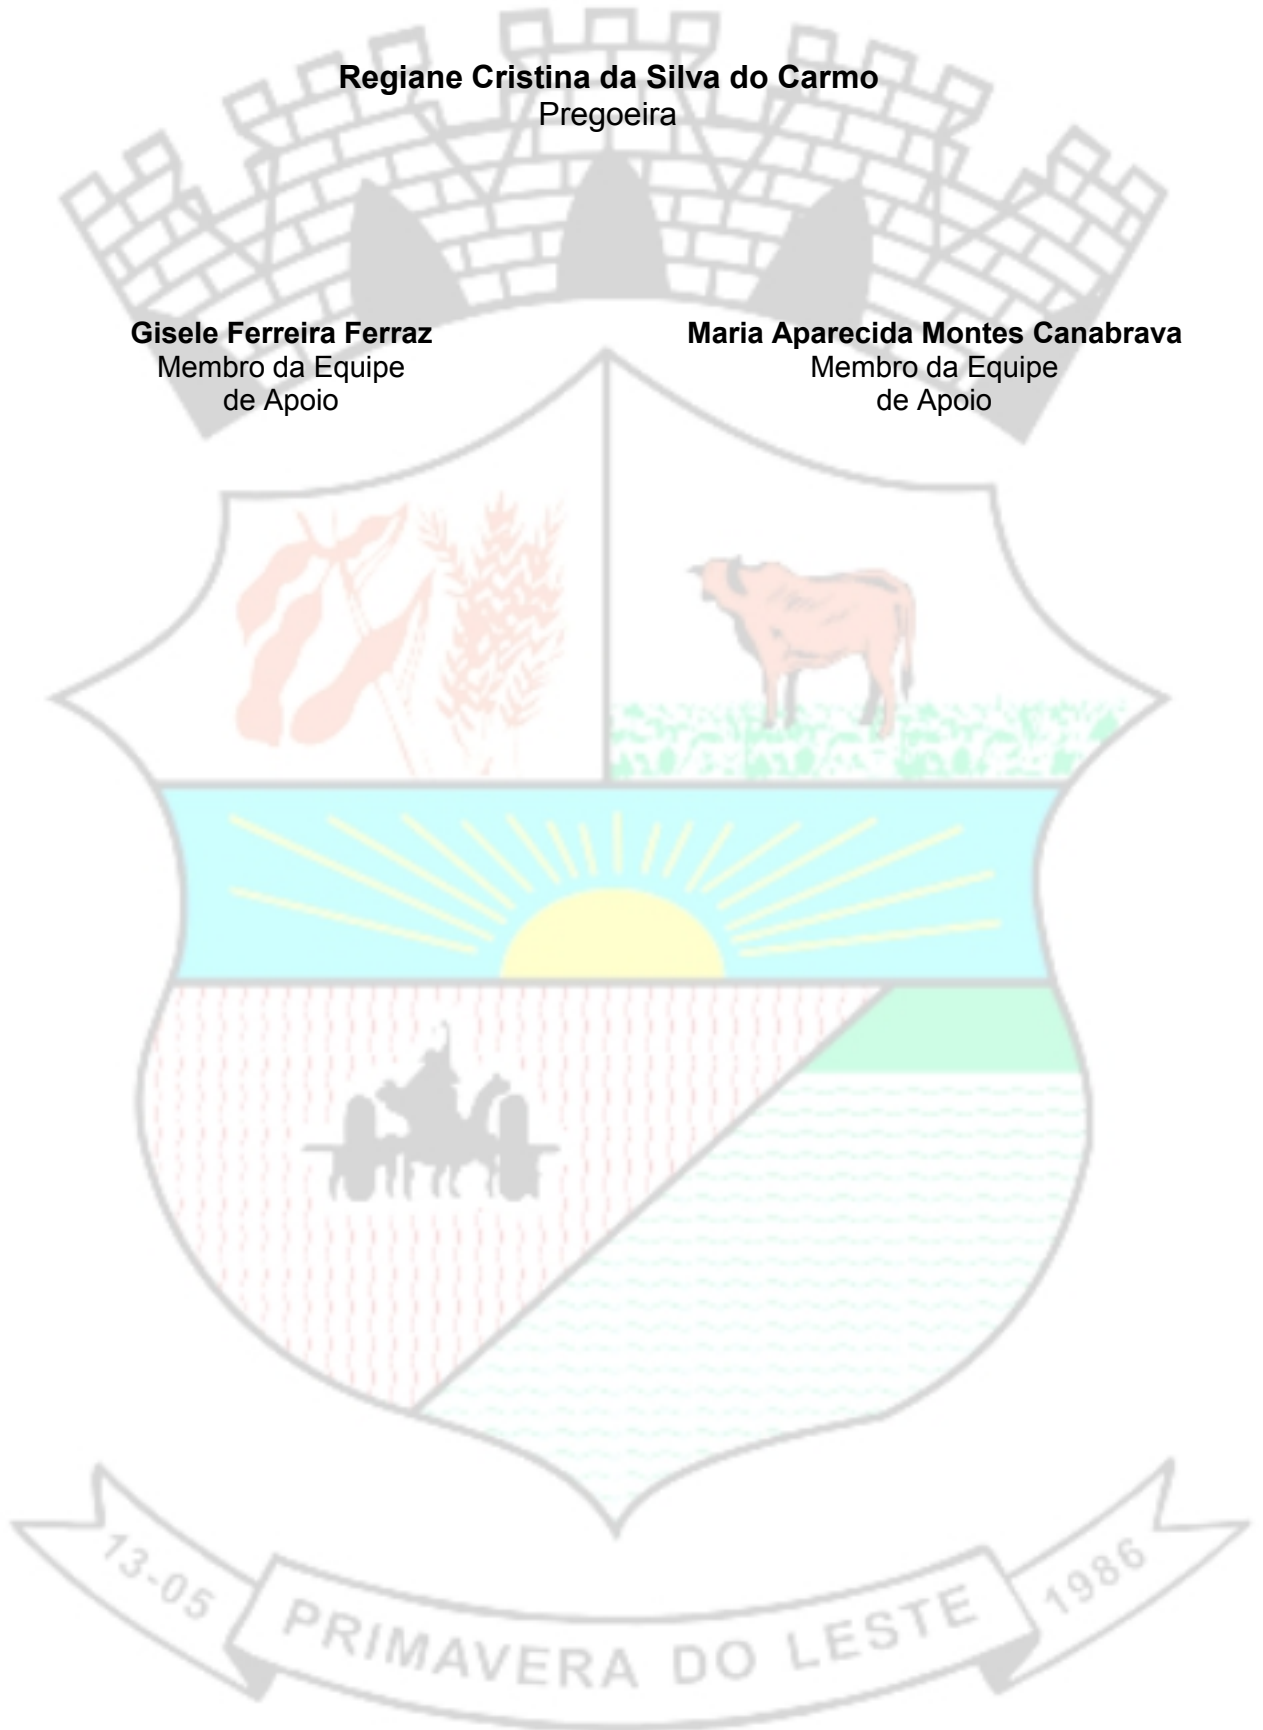 Regiane Cristina da Silva do Carmo
Pregoeira
Gisele Ferreira Ferraz
Membro da Equipe
de Apoio
Maria Aparecida Montes Canabrava
Membro da Equipe
de Apoio
13-05
PRIMAVERA DO LESTE
1986